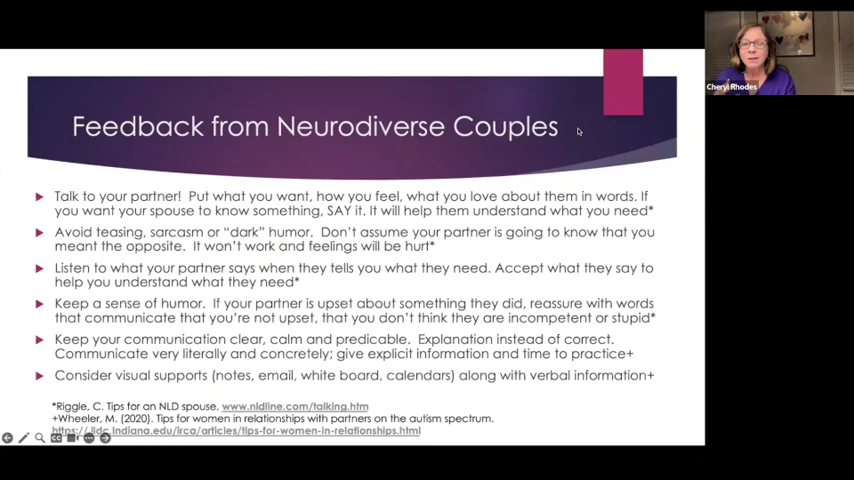 Feedback from Neurodiverse Couples
Talk to your partner! Put what you want, how you feel, what you love about them in words. If
you want your spouse to know something, SAY it. It will help them understand what you need*
Avoid teasing, sarcasm or “dark” humor. Don’t assume your partner is going to know that you
meant the opposite. It won’t work and feelings will be hurt*
Listen to what your partner says when they tells you what they need. Accept what they say to
help you understand what they need*
Keep a sense of humor. If your partner is upset about something they did, reassure with words
that communicate that you’re not upset, that you don’t think they are incompetent or stupid*
Keep your communication clear, calm and predicable. Explanation instead of correct.
Communicate very literally and concretely; give explicit information and time to practice+
Consider visual supports (notes, email, white board, calendars) along with verbal information+
*Riggle, C. Tips for an NLD spouse. www.nldline.com/talking.htm
+Wheeler, M. (2020). Tips for women in relationships with partners on the autism spectrum.
https://iidc.Indiana.edu/irca/articles/tips-for-women-in-relationships.html
Cheryl Rhodes